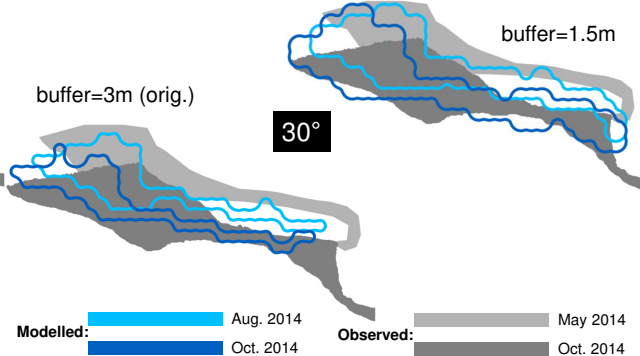 buffer=1.5m
buffer=3m (orig.)
30°
Modelled:
Aug. 2014
Oct. 2014
Observed:
May 2014
Oct. 2014